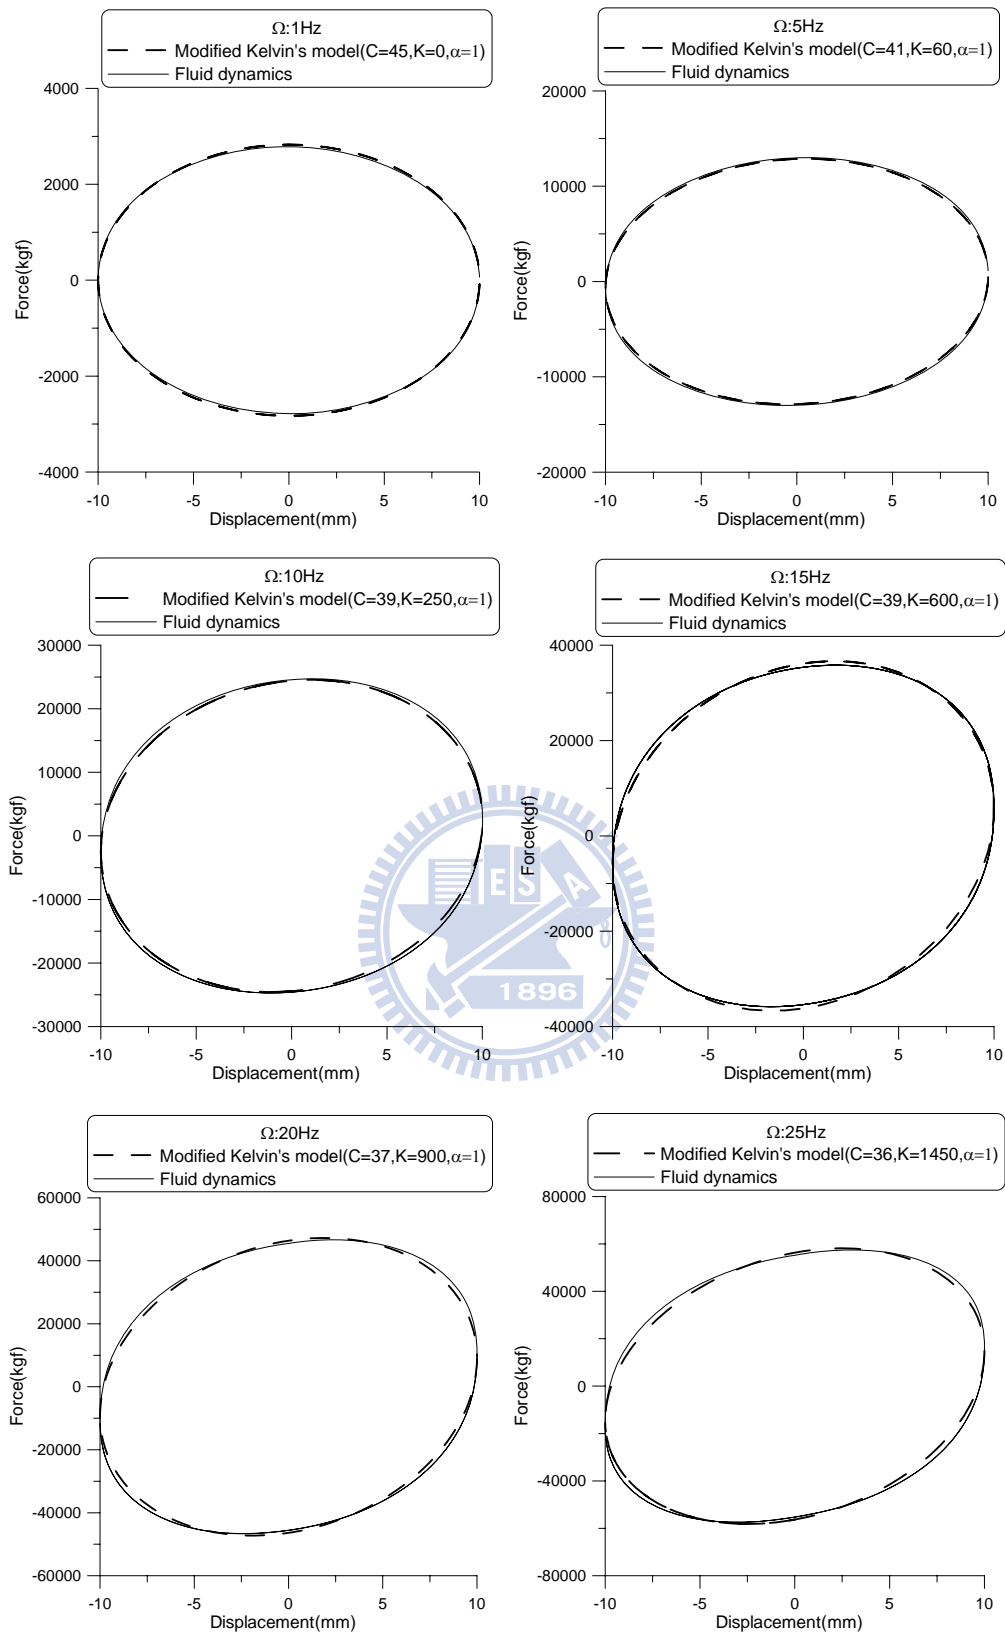 Ω:1Hz
Modified Kelvin's model(C=45,K=0,α=1)
Fluid dynamics
4000
2000
0
-2000
-4000
Force(kgf)
-10
-5
0
5
10
Displacement(mm)
Ω:5Hz
Modified Kelvin's model(C=41,K=60,α=1)
Fluid dynamics
20000
10000
0
-10000
-20000
Force(kgf)
-10
-5
0
5
10
Displacement(mm)
Ω:10Hz
Modified Kelvin's model(C=39,K=250,α=1)
Fluid dynamics
30000
20000
10000
0
-10000
-20000
-30000
Force(kgf)
-10
-5
0
5
10
Displacement(mm)
Ω:15Hz
Modified Kelvin's model(C=39,K=600,α=1)
Fluid dynamics
40000
20000
0
-20000
-40000
Force(kgf)
-10
-5
0
5
10
Displacement(mm)
ESA
1896
Ω:20Hz
Modified Kelvin's model(C=37,K=900,α=1)
Fluid dynamics
60000
40000
20000
0
-20000
-40000
-60000
Force(kgf)
-10
-5
0
5
10
Displacement(mm)
Ω:25Hz
Modified Kelvin's model(C=36,K=1450,α=1)
Fluid dynamics
80000
40000
0
-40000
-80000
Force(kgf)
-10
-5
0
5
10
Displacement(mm)